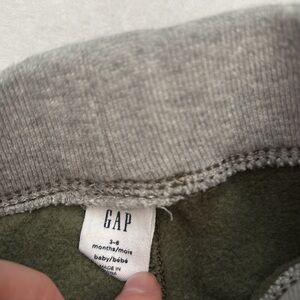 GAP
3-6
months/mois
baby/bébé
MADE IN